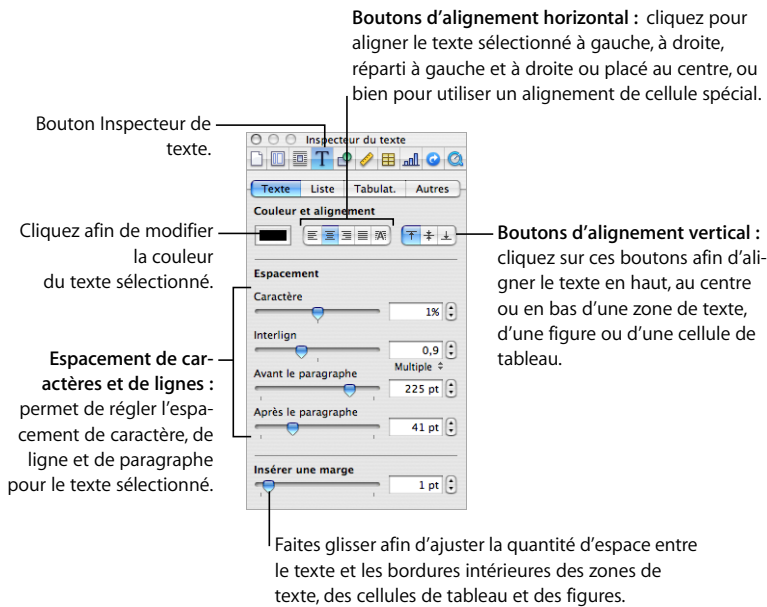 Boutons d'alignement horizontal : cliquez pour
aligner le texte sélectionné à gauche, à droite,
réparti à gauche et à droite ou placé au centre, ou
bien pour utiliser un alignement de cellule spécial.
Bouton Inspecteur de
texte.
Inspecteur du texte
T
Texte Liste Tabulat. Autres
Couleur et alignement
Cliquez afin de modifier
la couleur
du texte sélectionné.
Boutons d'alignement vertical :
cliquez sur ces boutons afin d'ali-
gner le texte en haut, au centre
ou en bas d'une zone de texte,
d'une figure ou d'une cellule de
tableau.
Espacement
Caractère
1%
Interlign
0,9
Multiple
Avant le paragraphe
225 pt
Après le paragraphe
41 pt
Espacement de car-
actères et de lignes :
permet de régler l'espa-
cement de caractère, de
ligne et de paragraphe
pour le texte sélectionné.
Insérer une marge
1 pt
Faites glisser afin d'ajuster la quantité d'espace entre
le texte et les bordures intérieures des zones de
texte, des cellules de tableau et des figures.